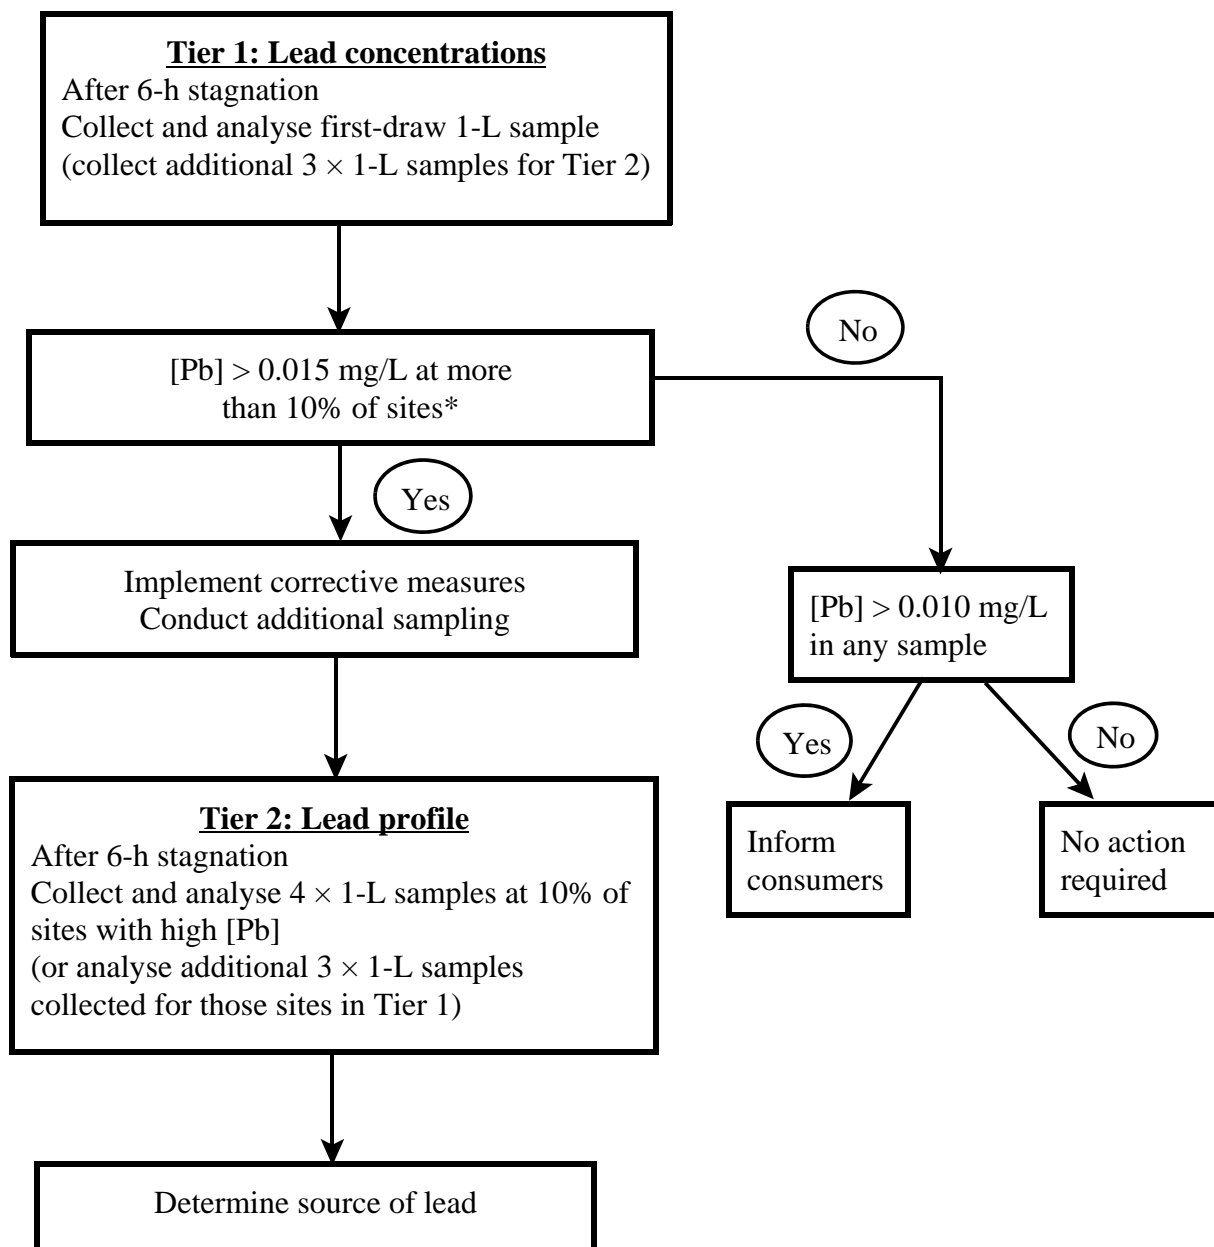 Tier 1: Lead concentrations
After 6-h stagnation
Collect and analyse first-draw 1-L sample
(collect additional 3 × 1-L samples for Tier 2)
No
[Pb] > 0.015 mg/L at more
than 10% of sites*
Yes
Implement corrective measures
Conduct additional sampling
[Pb] > 0.010 mg/L
in any sample
Yes
No
Inform
consumers
No action
required
Tier 2: Lead profile
After 6-h stagnation
Collect and analyse 4 × 1-L samples at 10% of
sites with high [Pb]
(or analyse additional 3 × 1-L samples
collected for those sites in Tier 1)
Determine source of lead